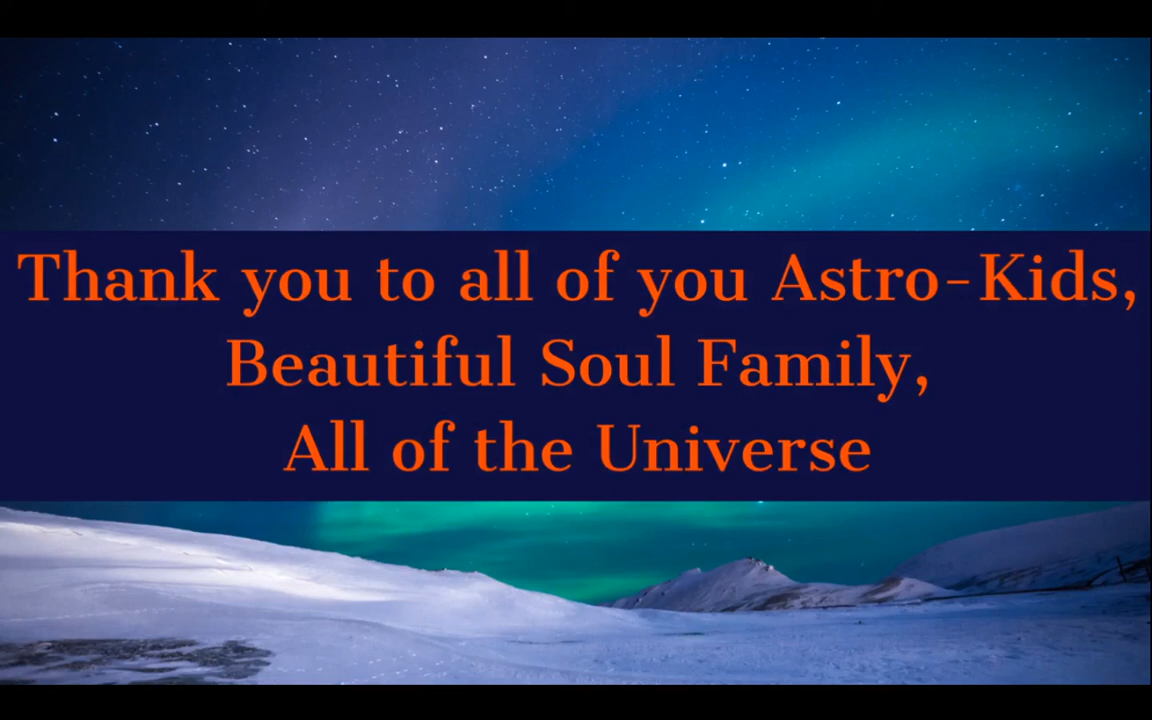 Thank you to all of you Astro-Kids,
Beautiful Soul Family,
All of the Universe